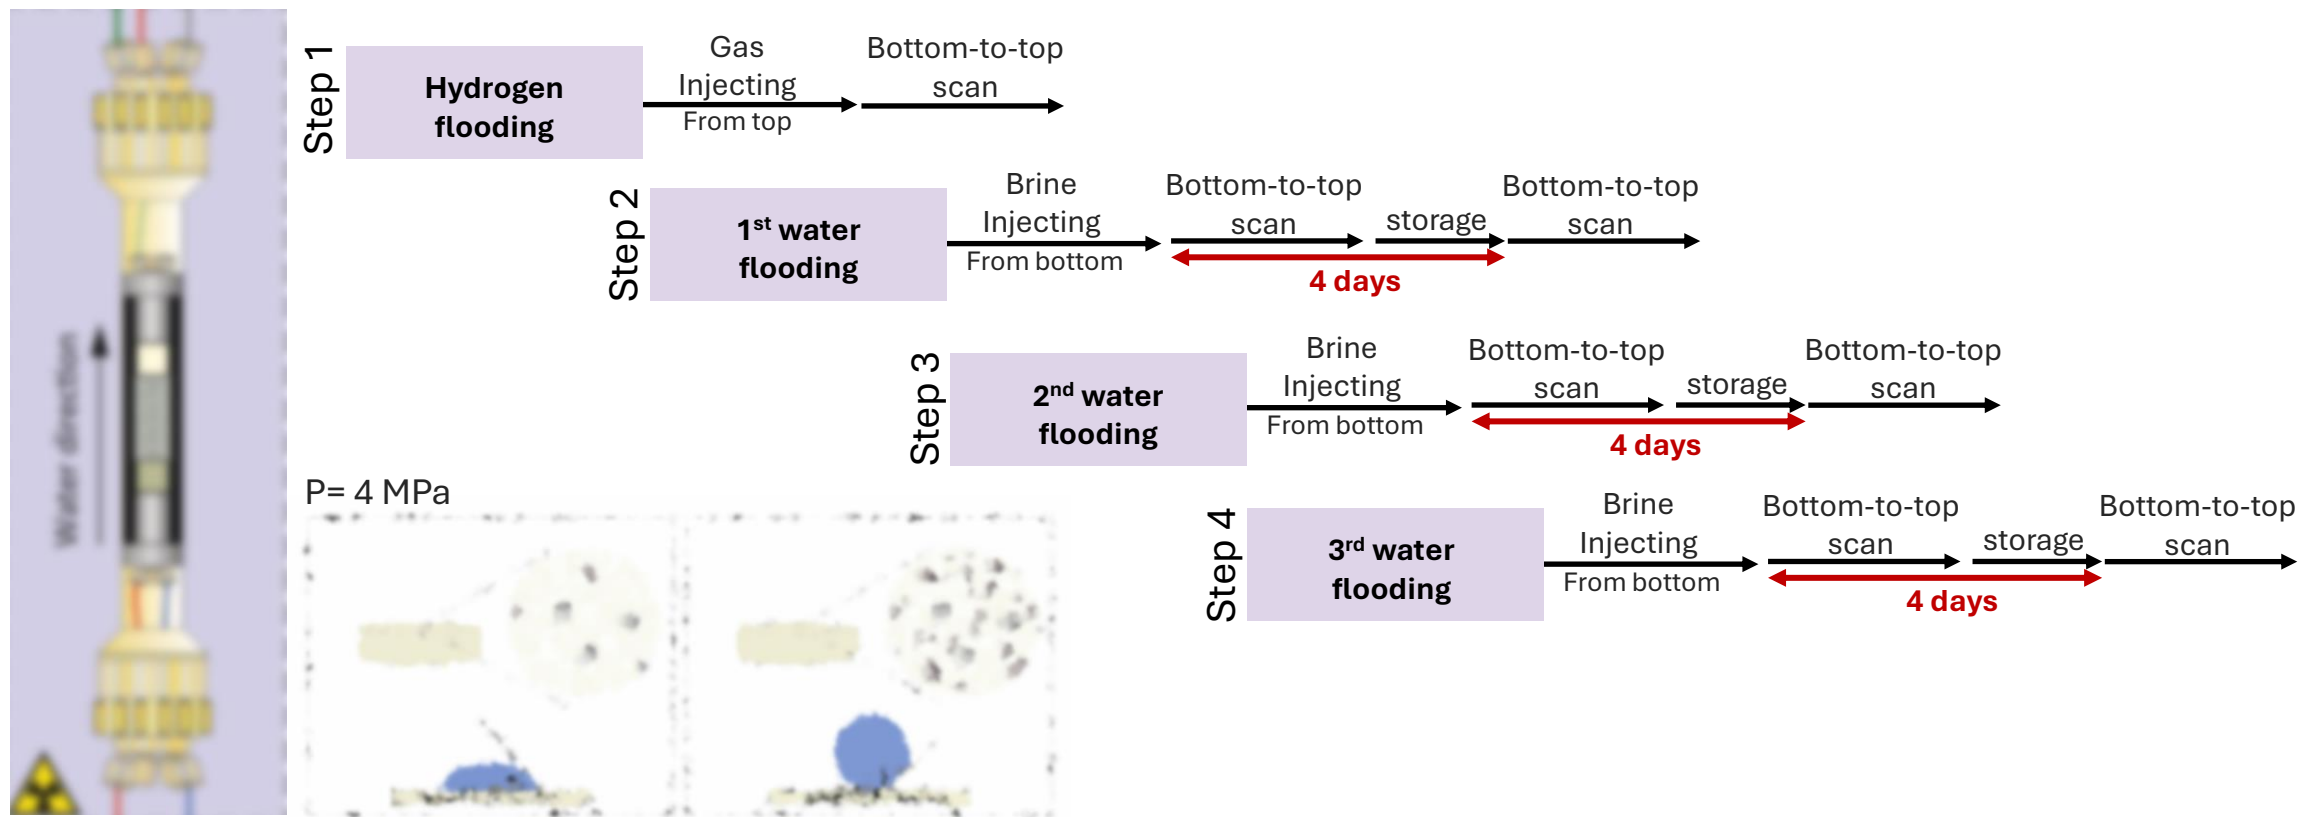 Step 1
Hydrogen
flooding
Gas
Injecting
From top
Bottom-to-top
scan
Step 2
1st water
flooding
Brine
Injecting
From bottom
Bottom-to-top
scan
storage
4 days
Bottom-to-top
scan
Step 3
2nd water
flooding
Brine
Injecting
From bottom
Bottom-to-top
scan
storage
4 days
Bottom-to-top
scan
Step 4
3rd water
flooding
Brine
Injecting
From bottom
Bottom-to-top
scan
storage
4 days
Bottom-to-top
scan
Water direction
P= 4 MPa